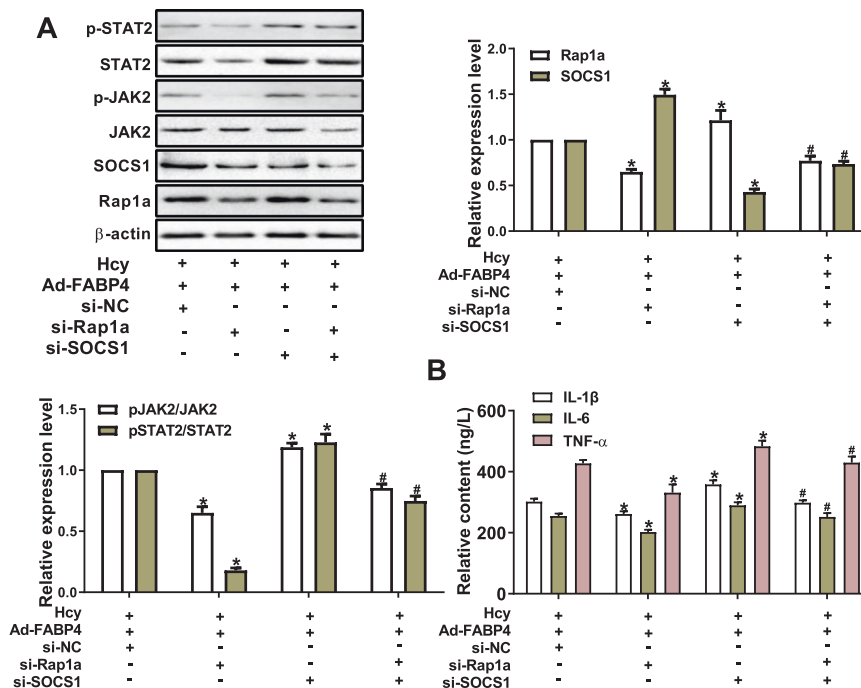 A
p-STAT2
STAT2
p-JAK2
JAK2
SOCS1
Rap1a
β-actin
Hcy + + + +
Ad-FABP4 + + + +
si-NC + - - -
si-Rap1a - + - +
si-SOCS1 - - + +
Relative expression level
2.0
1.5
1.0
0.5
0.0
Rap1a
SOCS1
* * * * # #
Hcy + + + +
Ad-FABP4 + + + +
si-NC + - - -
si-Rap1a - + - +
si-SOCS1 - - + +
Relative expression level
1.5
1.0
0.5
0.0
pJAK2/JAK2
pSTAT2/STAT2
* * * * # #
Hcy + + + +
Ad-FABP4 + + + +
si-NC + - - -
si-Rap1a - + - +
si-SOCS1 - - + +
B
Relative content (ng/L)
600
400
200
0
IL-1β
IL-6
TNF-α
* * * * * * # # #
Hcy + + + +
Ad-FABP4 + + + +
si-NC + - - -
si-Rap1a - + - +
si-SOCS1 - - + +